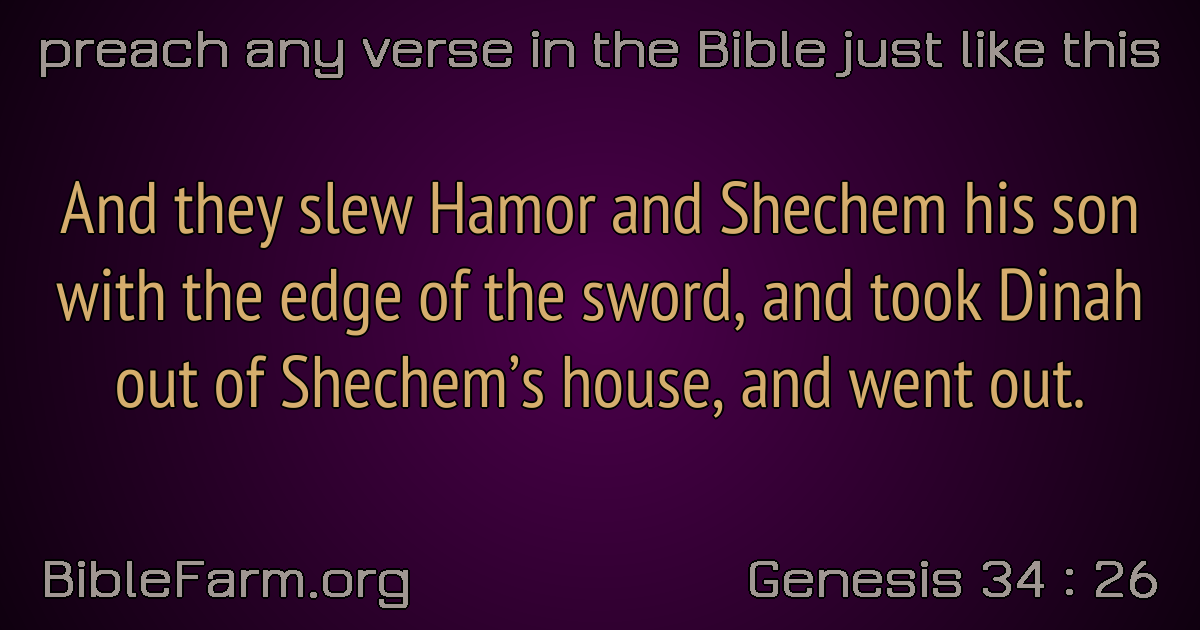 preach any verse in the Bible just like this
And they slew Hamor and Shechem his son
with the edge of the sword, and took Dinah
out of Shechem’s house, and went out.
BibleFarm.org
Genesis 34 : 26